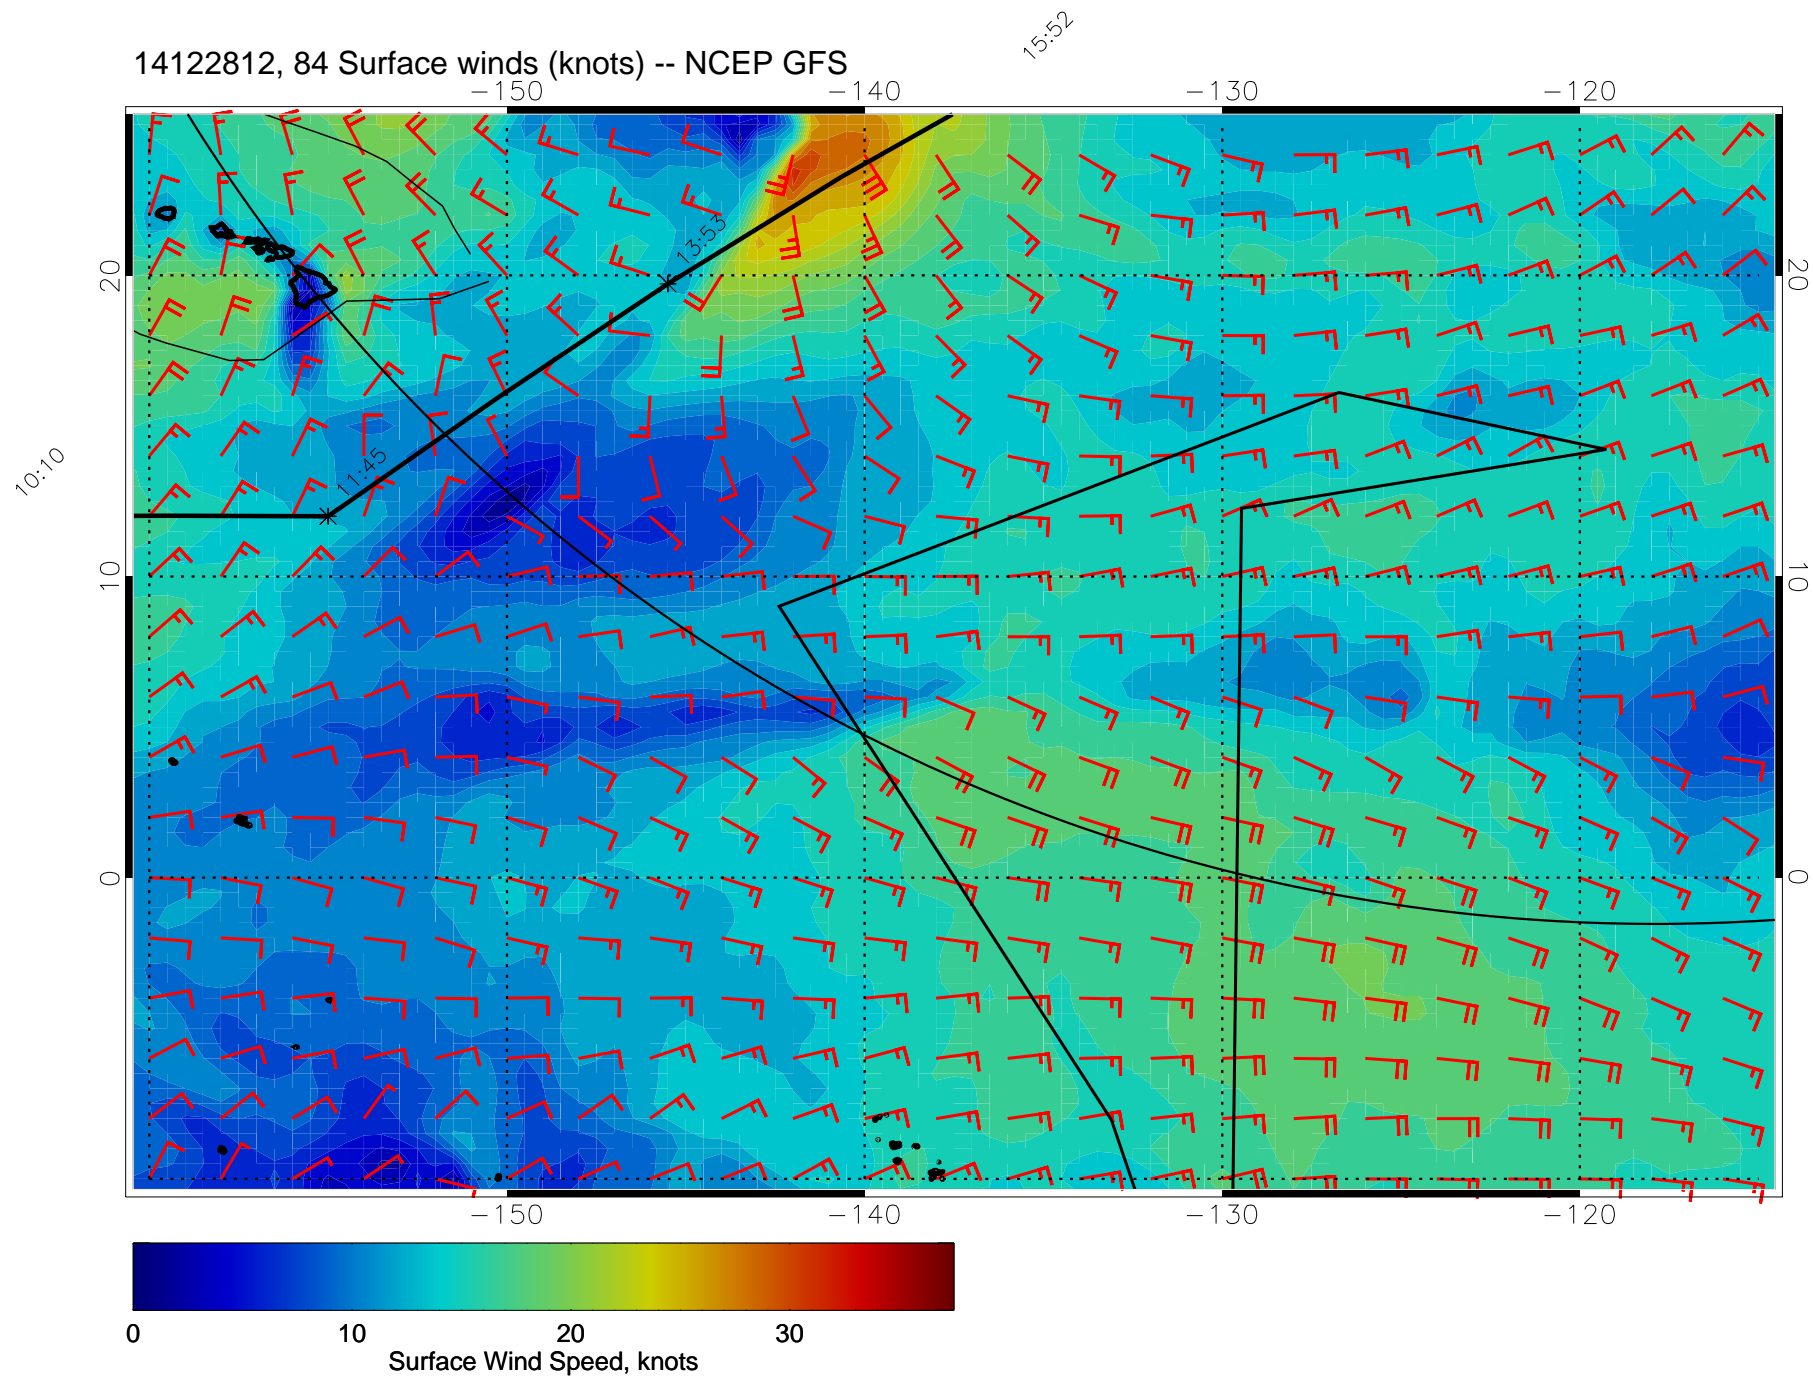 15:52
14122812, 84 Surface winds (knots) -- NCEP GFS
-150 -140 -130 -120
13:53
20 20
11:45
10:10
10 10
0 0
-150 -140 -130 -120
0 10 20 30
Surface Wind Speed, knots